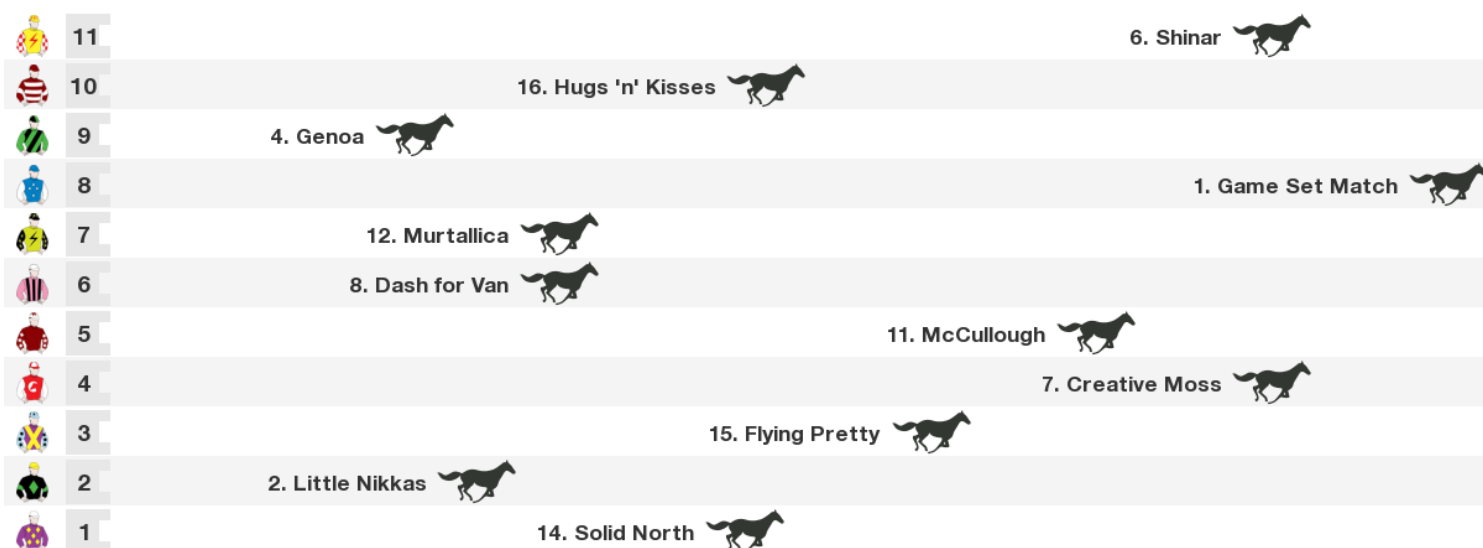 11 6. Shinar
10 16. Hugs 'n' Kisses
9 4. Genoa
8 1. Game Set Match
7 12. Murtallica
6 8. Dash for Van
5 11. McCullough
4 7. Creative Moss
3 15. Flying Pretty
2 2. Little Nikkas
1 14. Solid North